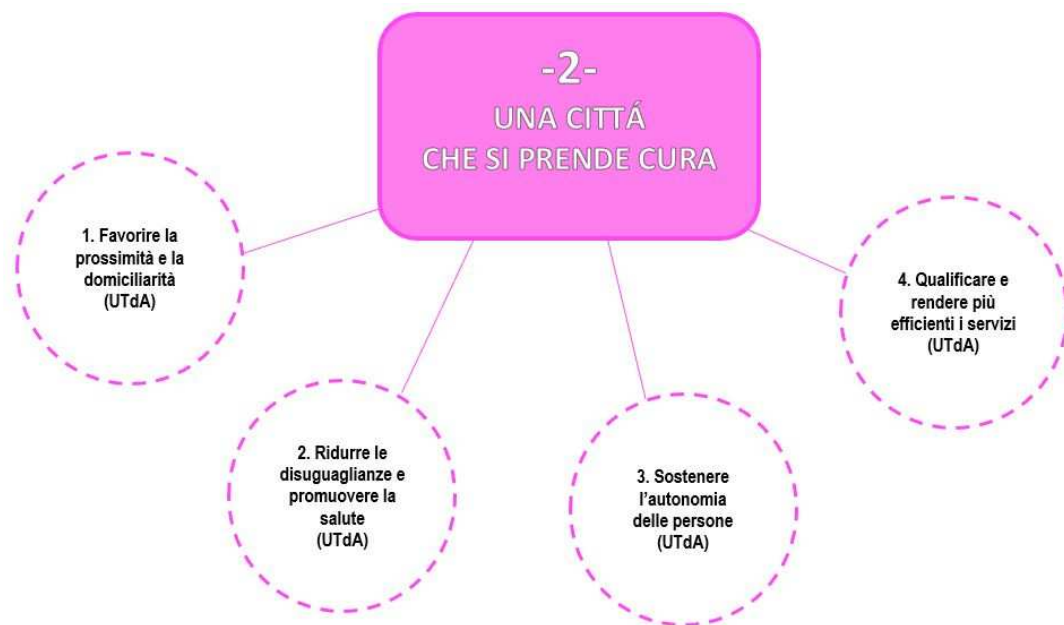 -2-
UNA CITTÁ
CHE SI PRENDE CURA
1. Favorire la
prossimità e la
domiciliarità
(UTdA)
2. Ridurre le
disuguaglianze e
promuovere la
salute
(UTdA)
3. Sostenere
l’autonomia
delle persone
(UTdA)
4. Qualificare e
rendere più
efficienti i servizi
(UTdA)